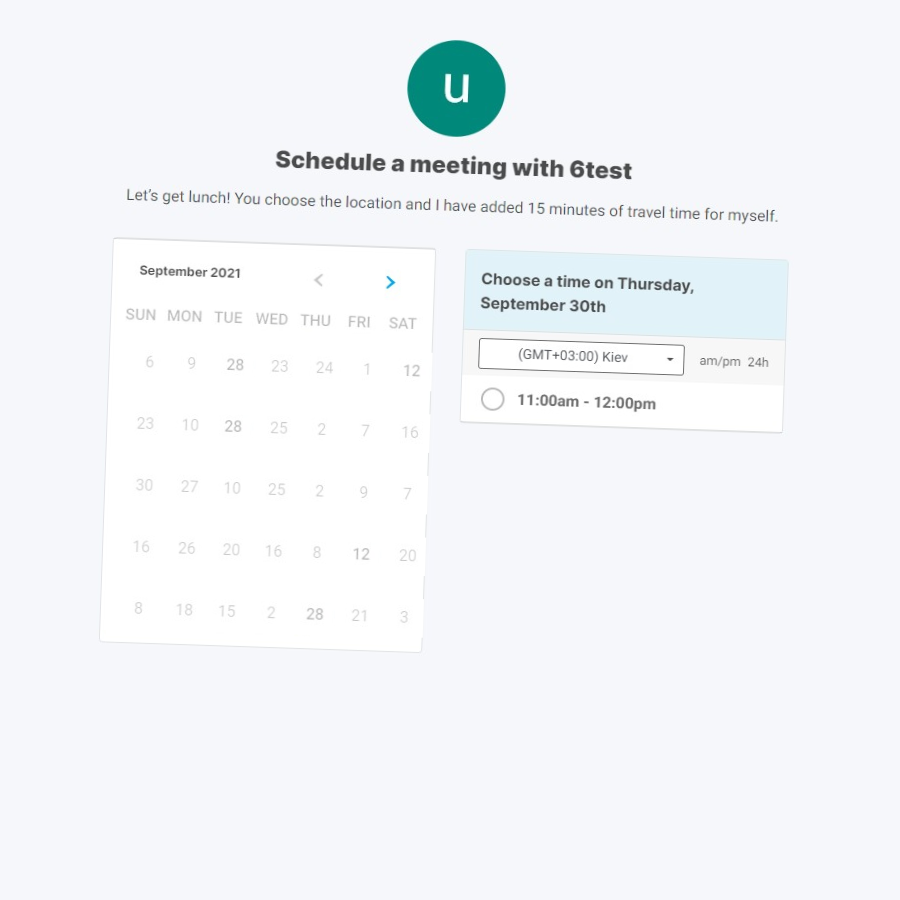 u
Schedule a meeting with 6test
Let's get lunch! You choose the location and I have added 15 minutes of travel time for myself.
September 2021
SUN MON TUE WED THU FRI SAT
6 9 28 23 24 1 12
23 10 28 25 2 7 16
30 27 10 25 2 9 7
16 26 20 16 8 12 20
8 18 15 2 28 21 3
Choose a time on Thursday,
September 30th
(GMT+03:00) Kiev
am/pm 24h
11:00am - 12:00pm